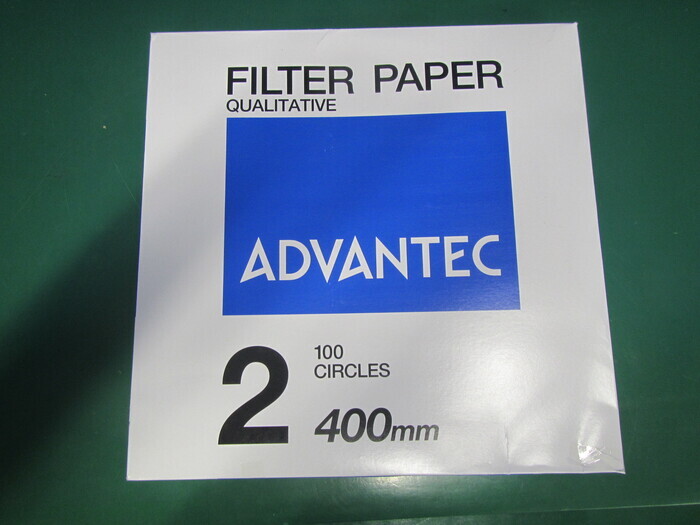 FILTER PAPER
QUALITATIVE
ADVANTEC
2
100
CIRCLES
400mm